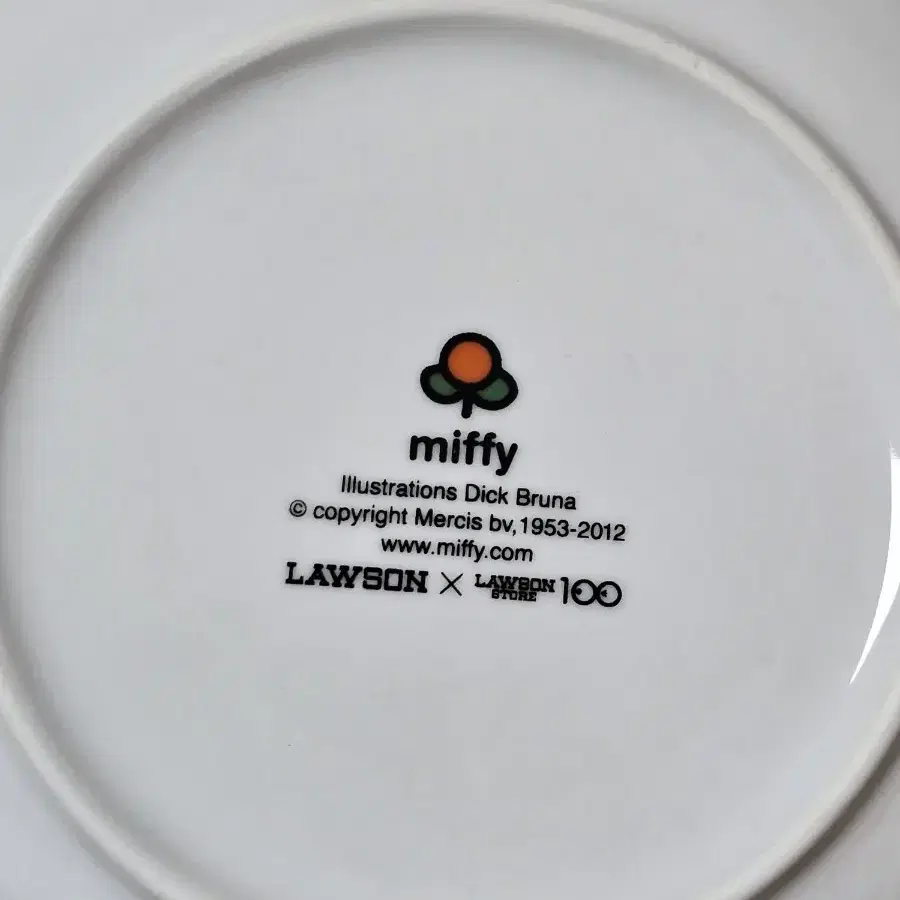 miffy
Illustrations Dick Bruna
© copyright Mercis bv,1953-2012
www.miffy.com
LAWSON × LAWSON STORE 100